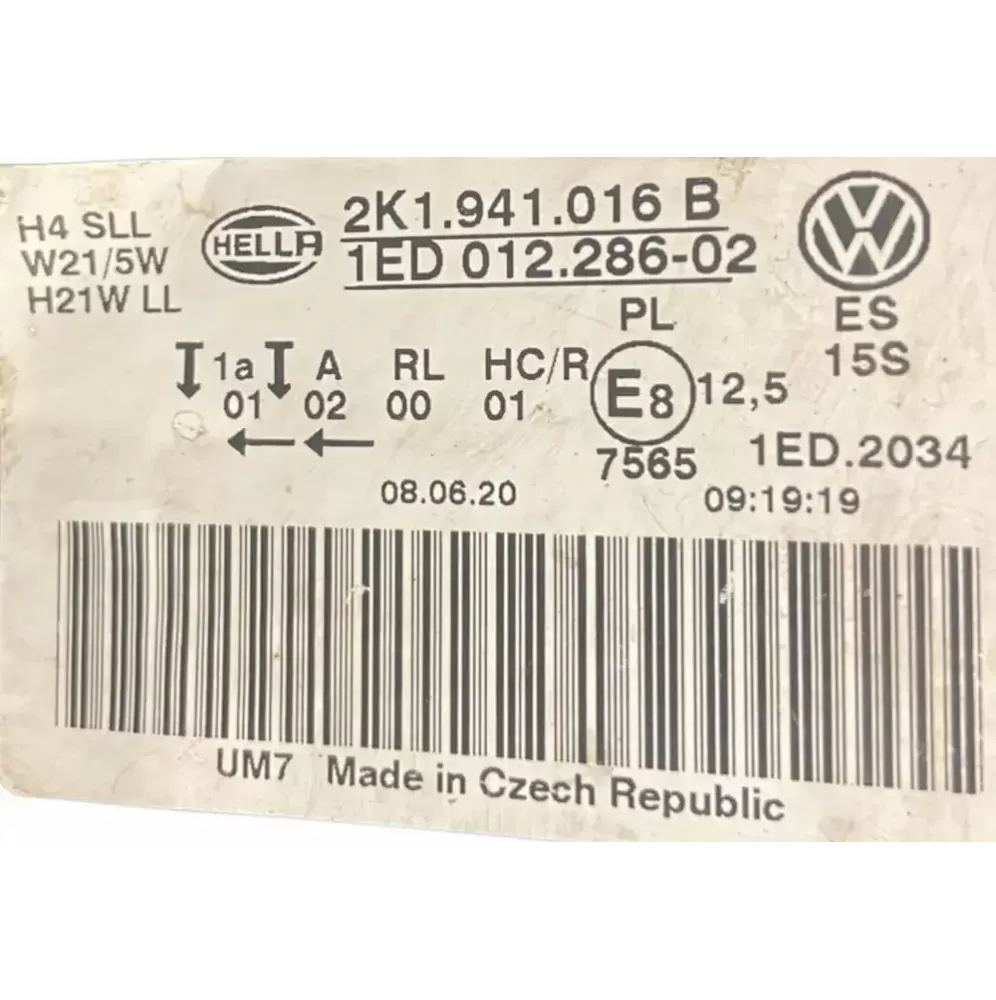 H4 SLL
W21/5W
H21W LL
HELLA
2K1.941.016 B
1ED 012.286-02
PL
ES
15S
1a A RL HC/R
01 02 00 01
E8
12,5
7565
1ED.2034
08.06.20
09:19:19
UM7 Made in Czech Republic